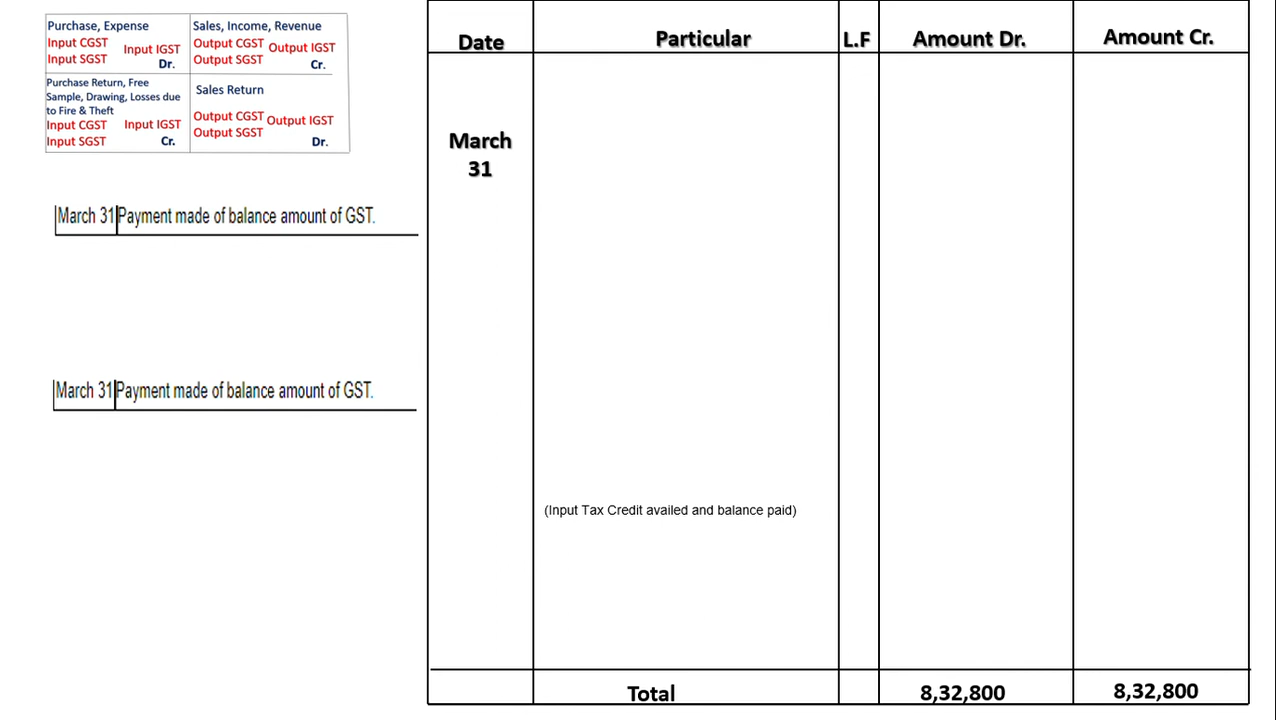 Purchase, Expense
Input CGST Input IGST
Input SGST
Dr.
Sales, Income, Revenue
Output CGST Output IGST
Output SGST
Cr.
Purchase Return, Free
Sample, Drawing, Losses due
to Fire & Theft
Input CGST Input IGST
Input SGST Cr.
Sales Return
Output CGST Output IGST
Output SGST
Dr.
March 31 Payment made of balance amount of GST.
March 31 Payment made of balance amount of GST.
Date Particular L.F Amount Dr. Amount Cr.
March
31
(Input Tax Credit availed and balance paid)
Total 8,32,800 8,32,800